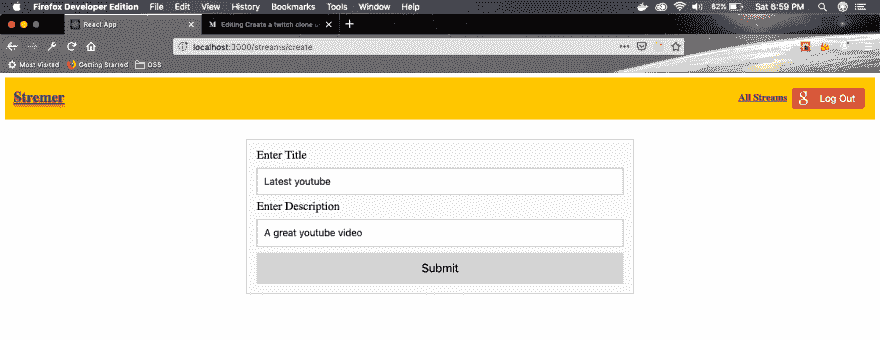 Firefox Developer Edition File Edit View History Bookmarks Tools Window Help 62% Sat 6:59 PM
React App × M Editing Create a twitch clone × +
localhost:3000/streams/create
Most Visited Getting Started OSS
Stremer All Streams Log Out
Enter Title
Latest youtube
Enter Description
A great youtube video
Submit